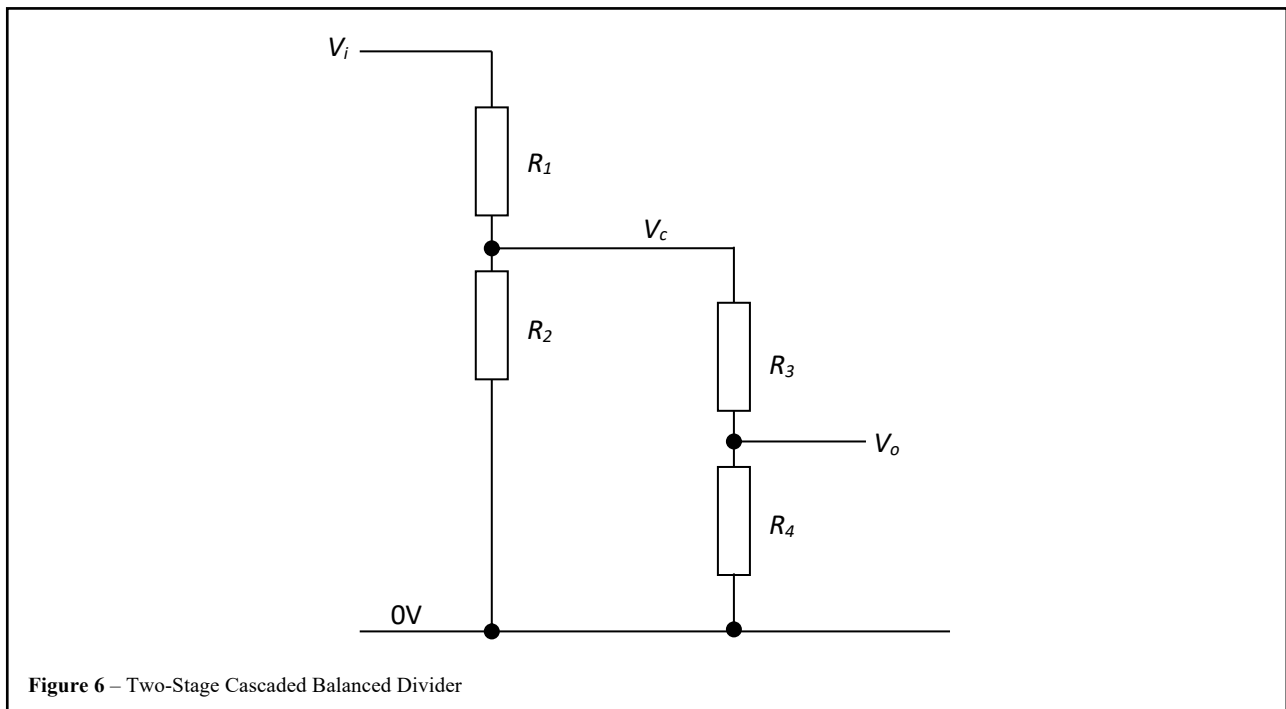 Vi
R1
Vc
R2
R3
Vo
R4
0V
Figure 6 – Two-Stage Cascaded Balanced Divider